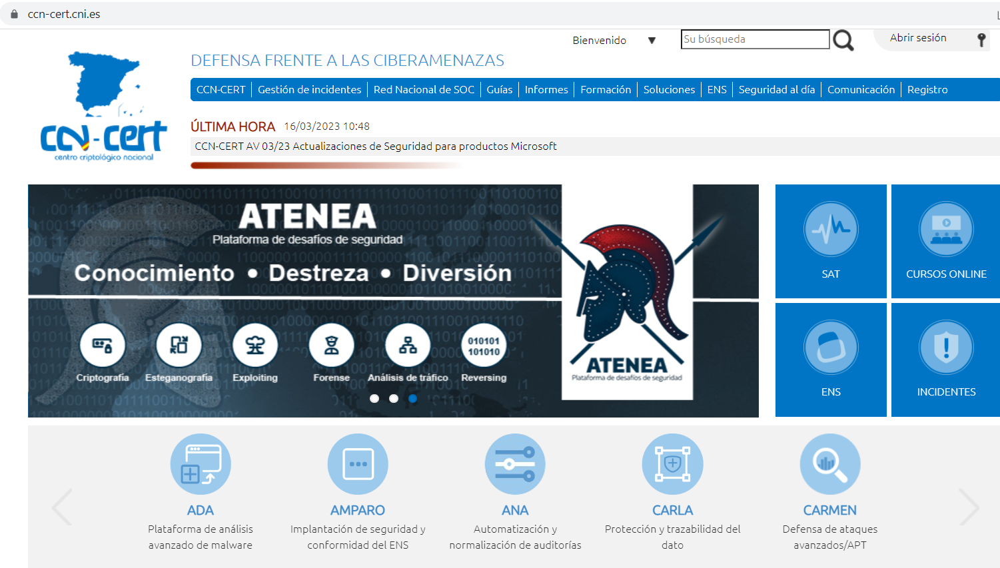 ccn-cert.cni.es
Bienvenido ▼ Su búsqueda Abrir sesión
DEFENSA FRENTE A LAS CIBERAMENAZAS
CCN-CERT Gestión de incidentes Red Nacional de SOC Guías Informes Formación Soluciones ENS Seguridad al día Comunicación Registro
ccn-cert
centro criptológico nacional
ÚLTIMA HORA 16/03/2023 10:48
CCN-CERT AV 03/23 Actualizaciones de Seguridad para productos Microsoft
ATENEA
Plataforma de desafíos de seguridad
Conocimiento • Destreza • Diversión
010101
101010
Criptografía Esteganografía Exploiting Forense Análisis de tráfico Reversing
ATENEA
Plataforma de desafíos de seguridad
SAT CURSOS ONLINE
ENS INCIDENTES
ADA AMPARO ANA CARLA CARMEN
Plataforma de análisis Implantación de seguridad y Automatización y Protección y trazabilidad del Defensa de ataques
avanzado de malware conformidad del ENS normalización de auditorías dato avanzados/APT